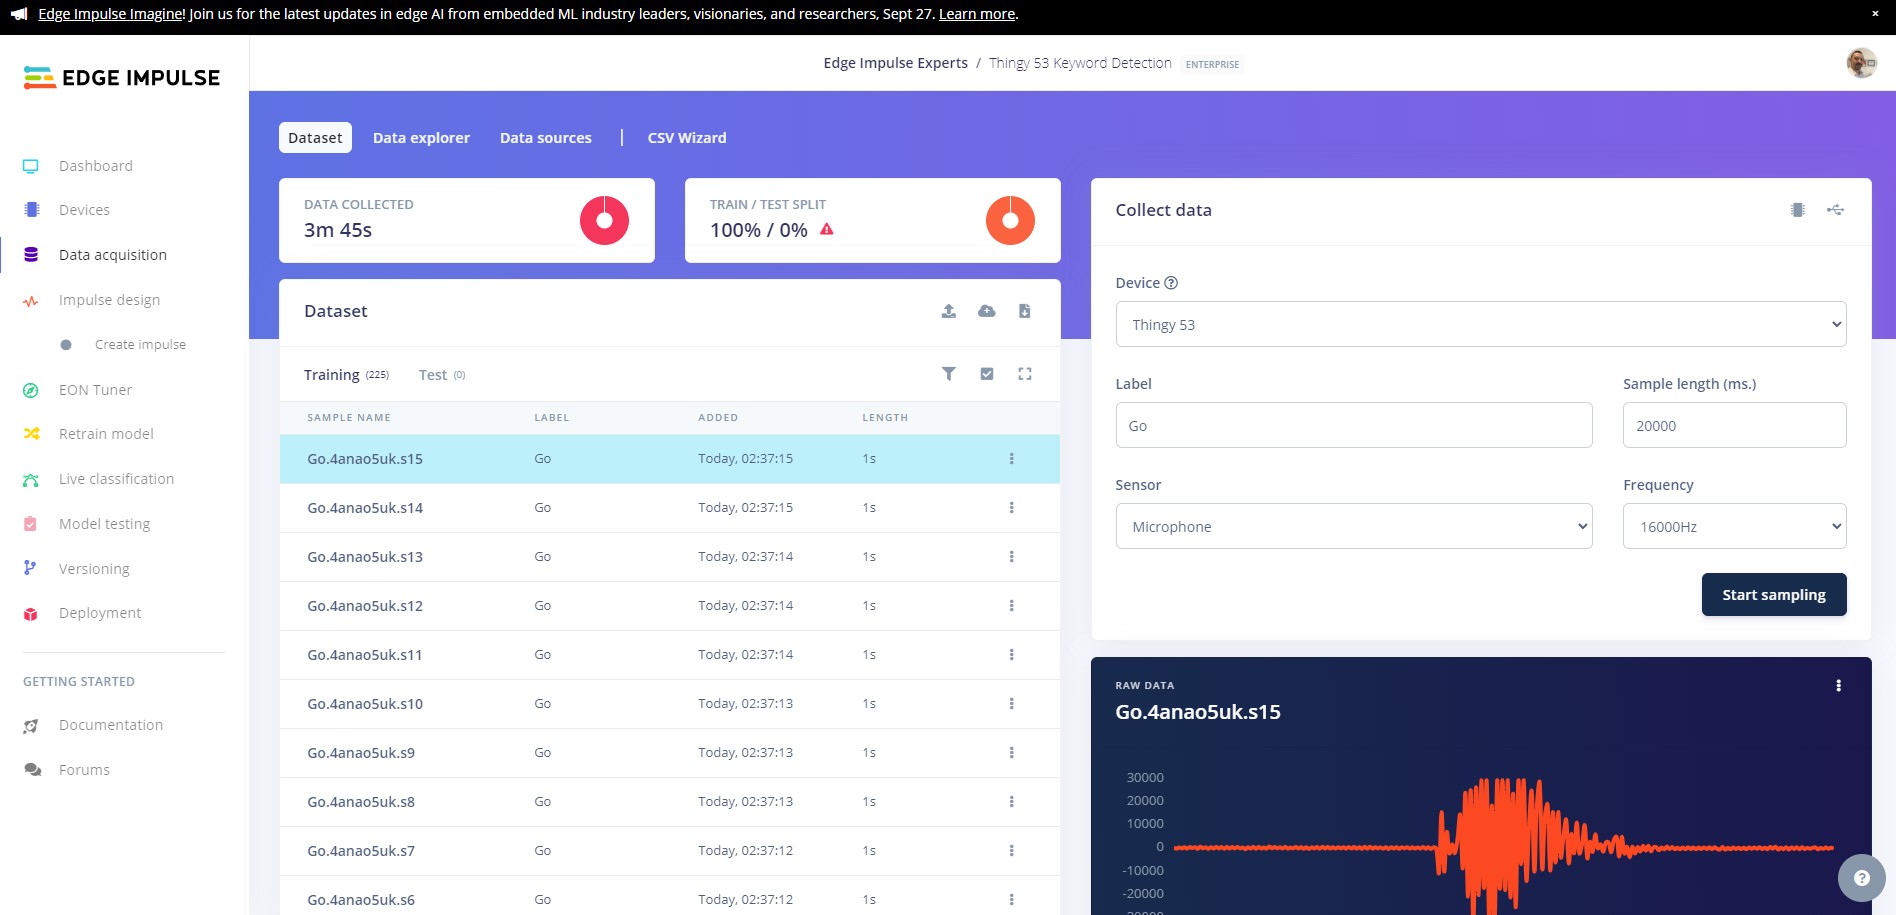 Edge Impulse Imagine! Join us for the latest updates in edge AI from embedded ML industry leaders, visionaries, and researchers, Sept 27. Learn more.
×
EDGE IMPULSE
Edge Impulse Experts / Thingy 53 Keyword Detection ENTERPRISE
Dashboard
Devices
Data acquisition
Impulse design
Create impulse
EON Tuner
Retrain model
Live classification
Model testing
Versioning
Deployment
GETTING STARTED
Documentation
Forums
Dataset Data explorer Data sources | CSV Wizard
DATA COLLECTED
3m 45s
TRAIN / TEST SPLIT
100% / 0%
Dataset
Training (225) Test (0)
SAMPLE NAME LABEL ADDED LENGTH
Go.4anao5uk.s15 Go Today, 02:37:15 1s
Go.4anao5uk.s14 Go Today, 02:37:15 1s
Go.4anao5uk.s13 Go Today, 02:37:14 1s
Go.4anao5uk.s12 Go Today, 02:37:14 1s
Go.4anao5uk.s11 Go Today, 02:37:14 1s
Go.4anao5uk.s10 Go Today, 02:37:13 1s
Go.4anao5uk.s9 Go Today, 02:37:13 1s
Go.4anao5uk.s8 Go Today, 02:37:13 1s
Go.4anao5uk.s7 Go Today, 02:37:12 1s
Go.4anao5uk.s6 Go Today, 02:37:12 1s
Collect data
Device ?
Thingy 53
Label Sample length (ms.)
Go 20000
Sensor Frequency
Microphone 16000Hz
Start sampling
RAW DATA
Go.4anao5uk.s15
30000
20000
10000
0
-10000
-20000
?